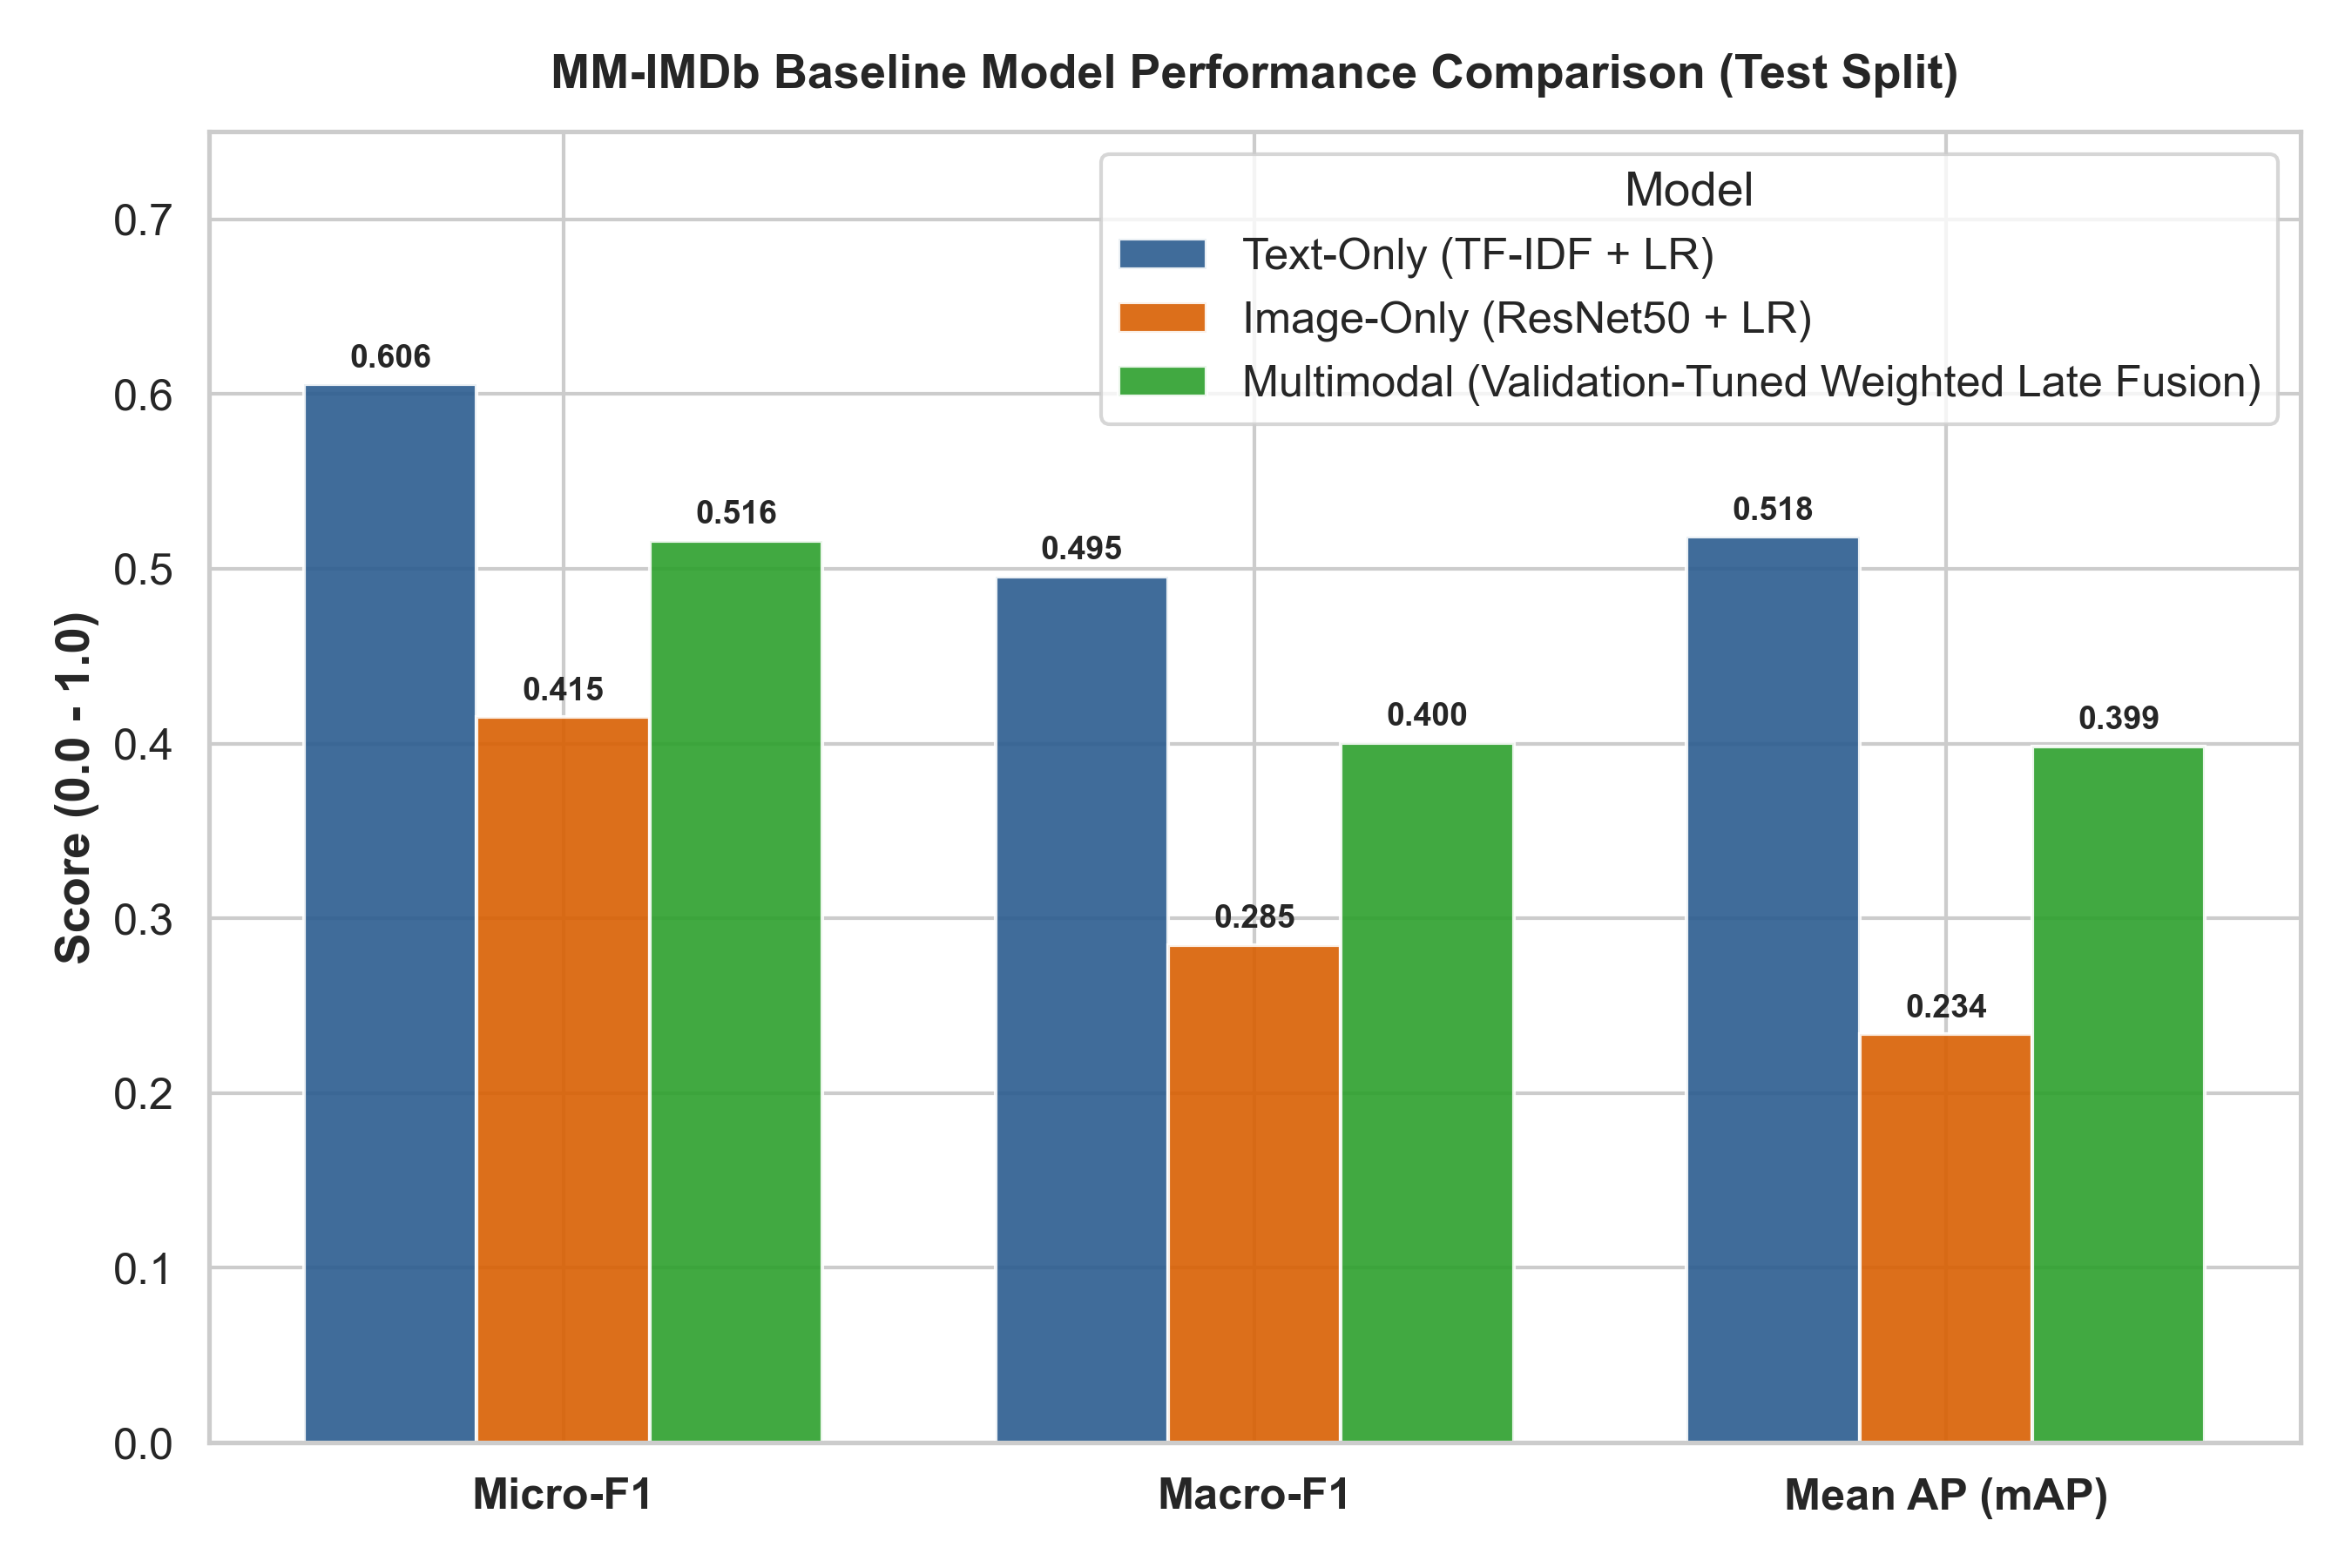 MM-IMDb Baseline Model Performance Comparison (Test Split)
Model
Text-Only (TF-IDF + LR)
Image-Only (ResNet50 + LR)
Multimodal (Validation-Tuned Weighted Late Fusion)
Score (0.0 - 1.0)
0.7
0.6
0.5
0.4
0.3
0.2
0.1
0.0
0.606
0.415
0.516
0.495
0.285
0.400
0.518
0.234
0.399
Micro-F1
Macro-F1
Mean AP (mAP)